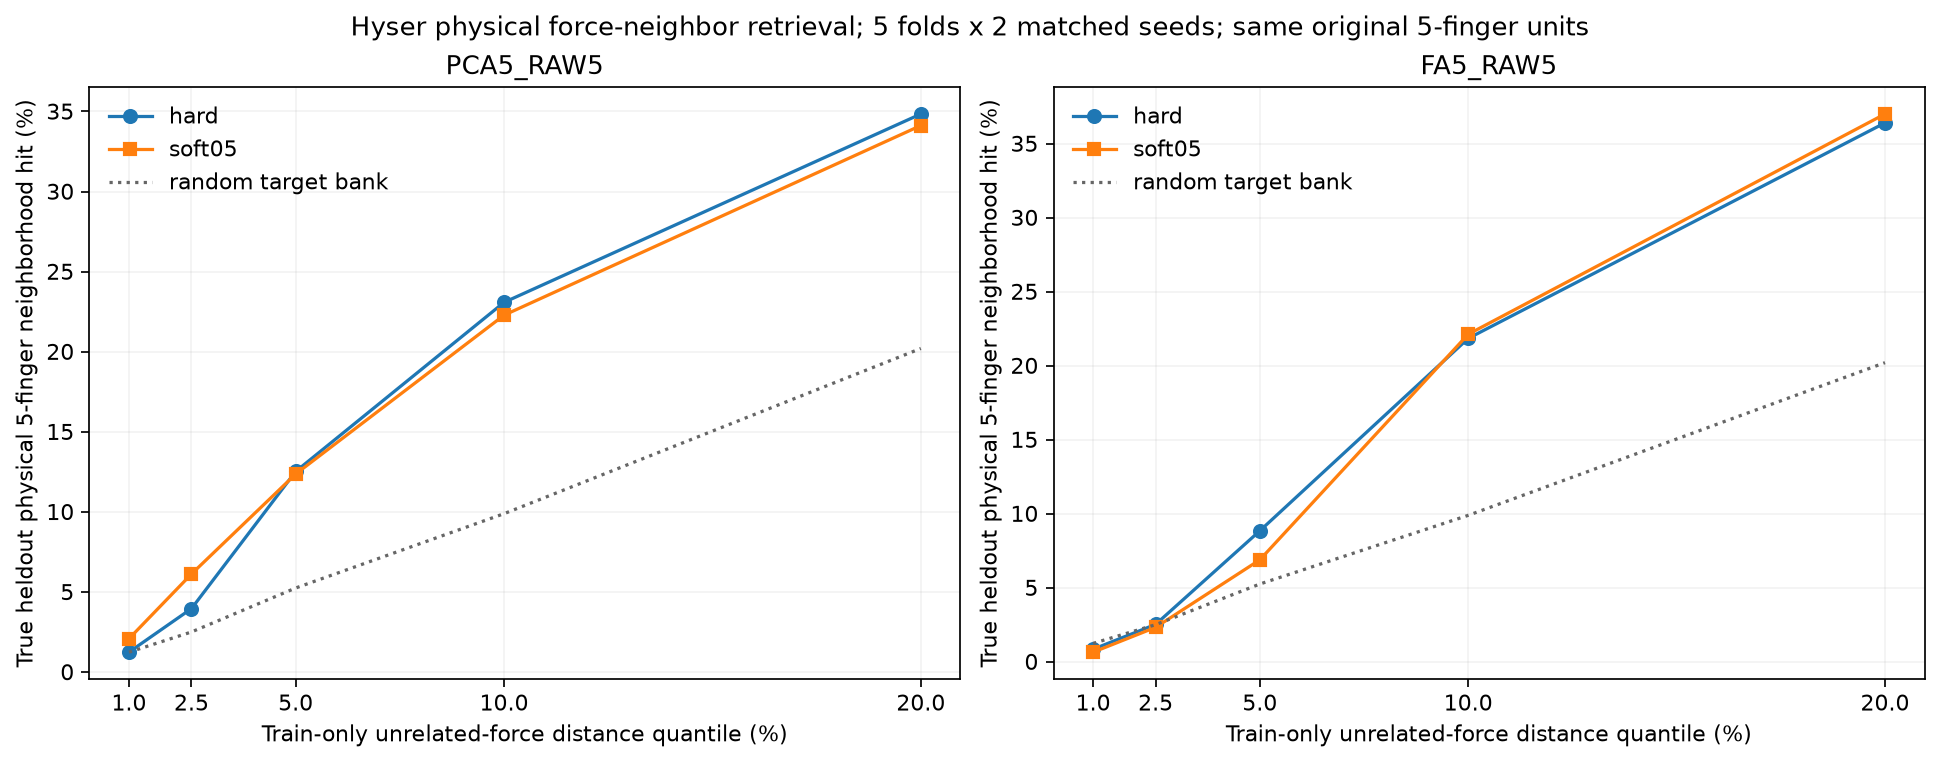 Hyser physical force-neighbor retrieval; 5 folds x 2 matched seeds; same original 5-finger units
PCA5_RAW5
True heldout physical 5-finger neighborhood hit (%)
35
30
25
20
15
10
5
0
hard
soft05
random target bank
1.0 2.5 5.0 10.0 20.0
Train-only unrelated-force distance quantile (%)
FA5_RAW5
True heldout physical 5-finger neighborhood hit (%)
35
30
25
20
15
10
5
0
hard
soft05
random target bank
1.0 2.5 5.0 10.0 20.0
Train-only unrelated-force distance quantile (%)